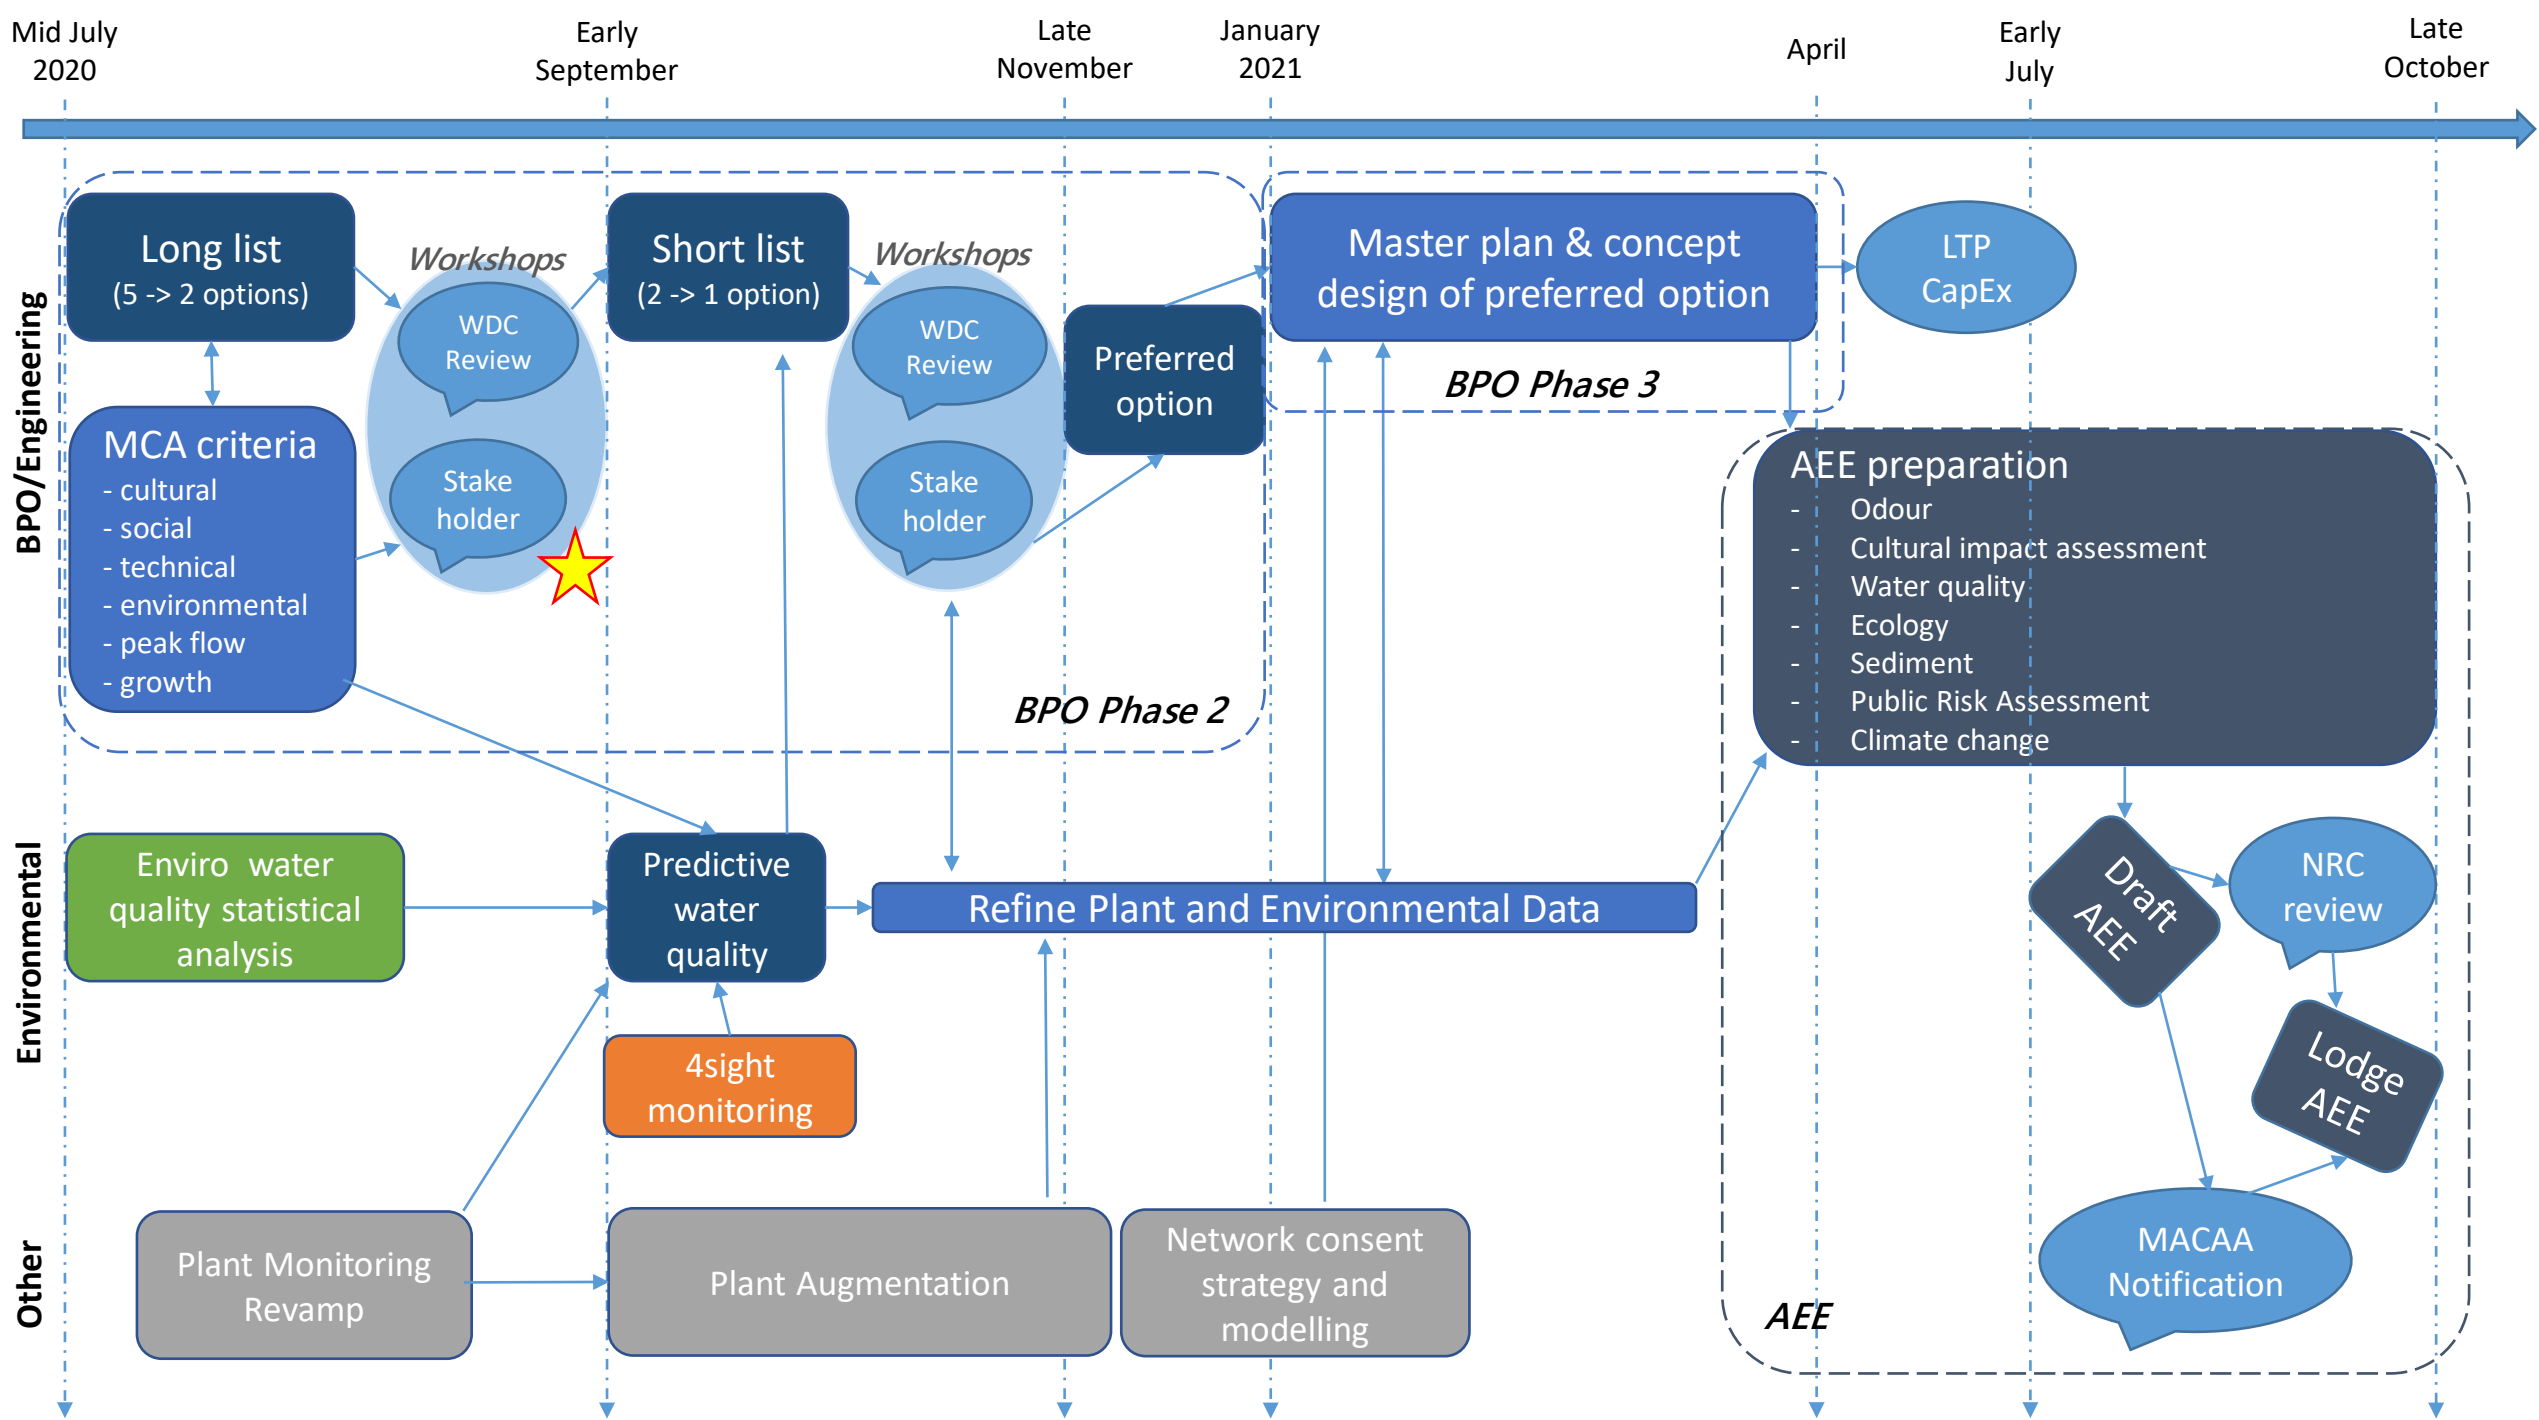 Mid July
2020
Early
September
Late
November
January
2021
April
Early
July
Late
October
BPO/Engineering
Long list
(5 -> 2 options)
Workshops
WDC
Review
Stake
holder
Short list
(2 -> 1 option)
Workshops
WDC
Review
Stake
holder
Preferred
option
Master plan & concept
design of preferred option
LTP
CapEx
BPO Phase 3
MCA criteria
- cultural
- social
- technical
- environmental
- peak flow
- growth
BPO Phase 2
AEE preparation
- Odour
- Cultural impact assessment
- Water quality
- Ecology
- Sediment
- Public Risk Assessment
- Climate change
Environmental
Enviro water
quality statistical
analysis
Predictive
water
quality
Refine Plant and Environmental Data
4sight
monitoring
Draft
AEE
NRC
review
Lodge
AEE
Other
Plant Monitoring
Revamp
Plant Augmentation
Network consent
strategy and
modelling
MACAA
Notification
AEE